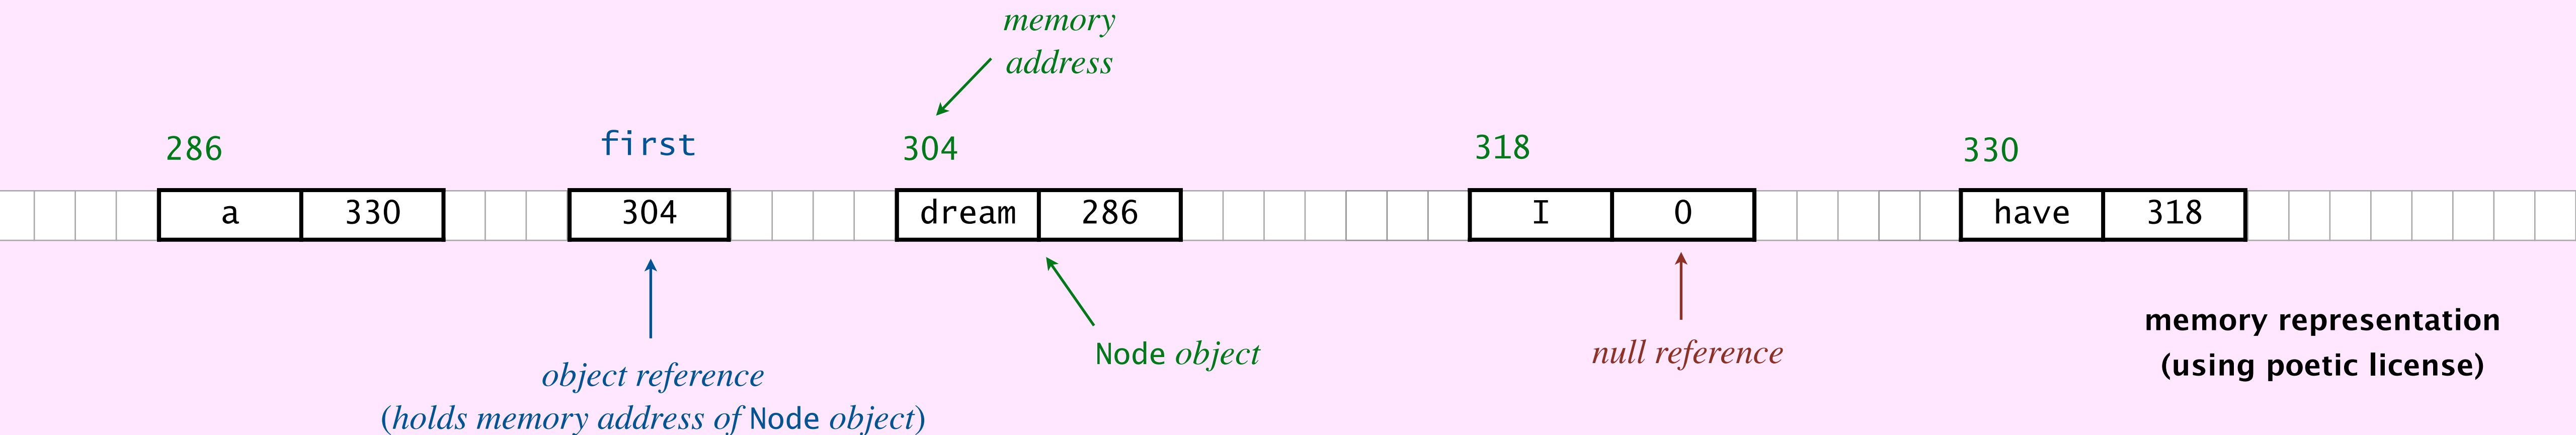 memory
address
286
first
304
318
330
a
330
304
dream
286
I
0
have
318
object reference
(holds memory address of Node object)
Node object
null reference
memory representation
(using poetic license)